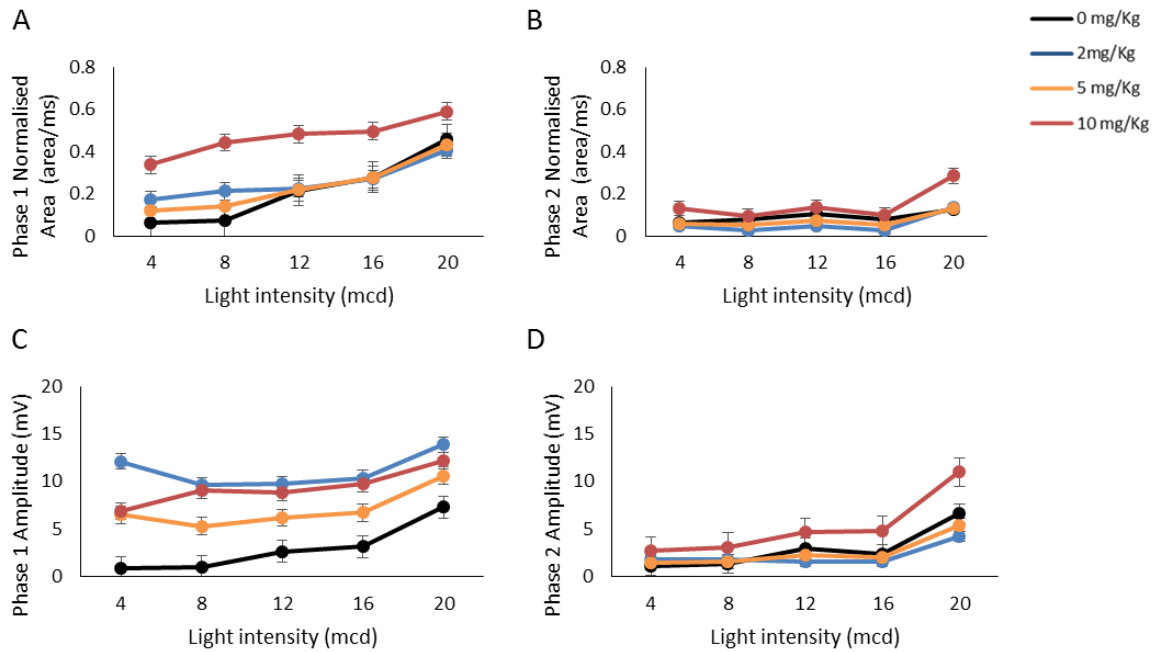 A
Phase 1 Normalised
Area (area/ms)
0.8
0.6
0.4
0.2
0
4 8 12 16 20
Light intensity (mcd)
B
Phase 2 Normalised
Area (area/ms)
0.8
0.6
0.4
0.2
0
4 8 12 16 20
Light intensity (mcd)
0 mg/Kg
2mg/Kg
5 mg/Kg
10 mg/Kg
C
Phase 1 Amplitude (mV)
20
15
10
5
0
4 8 12 16 20
Light intensity (mcd)
D
Phase 2 Amplitude (mV)
20
15
10
5
0
4 8 12 16 20
Light intensity (mcd)